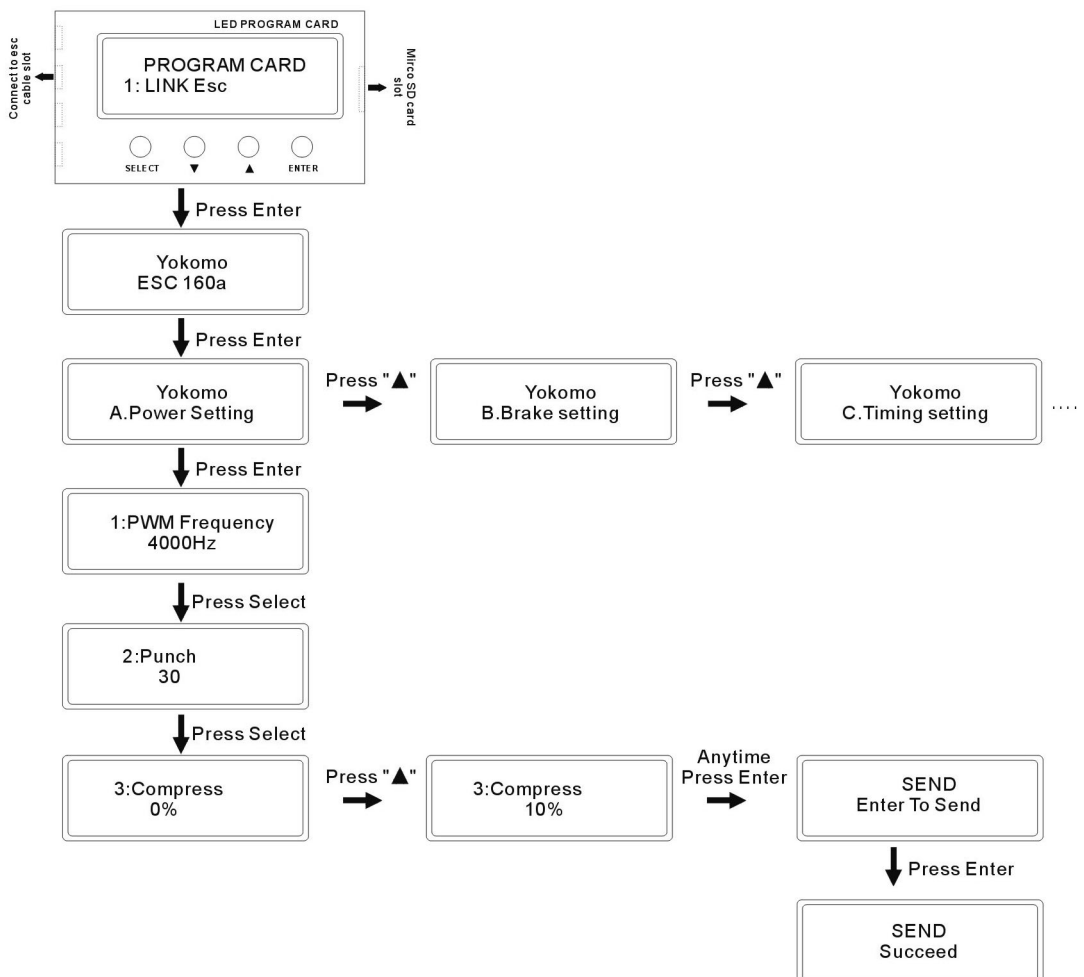 LED PROGRAM CARD
Connect to esc
cable slot
PROGRAM CARD
1: LINK Esc
Mirco SD card
slot
SELECT
▼
▲
ENTER
Press Enter
Yokomo
ESC 160a
Press Enter
Yokomo
A.Power Setting
Press "▲"
Yokomo
B.Brake setting
Press "▲"
Yokomo
C.Timing setting
....
Press Enter
1:PWM Frequency
4000Hz
Press Select
2:Punch
30
Press Select
3:Compress
0%
Press "▲"
3:Compress
10%
Anytime
Press Enter
SEND
Enter To Send
Press Enter
SEND
Succeed